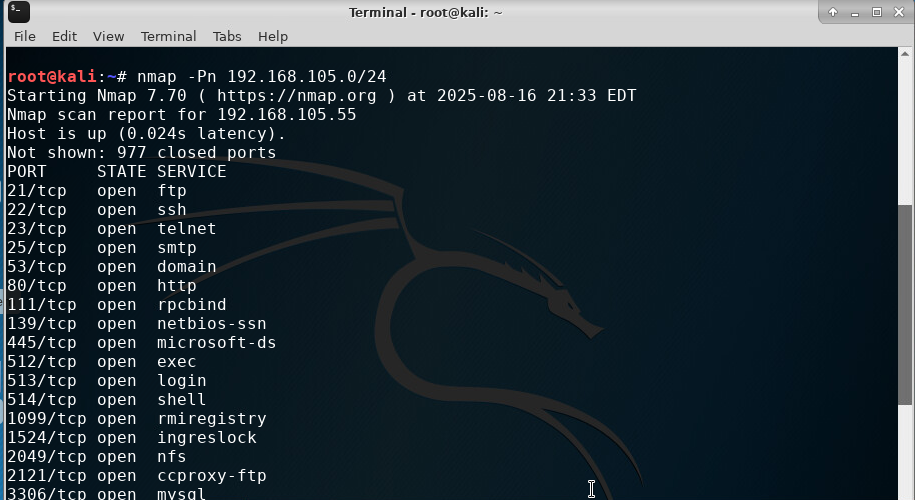 Terminal - root@kali: ~
File Edit View Terminal Tabs Help
root@kali:~# nmap -Pn 192.168.105.0/24
Starting Nmap 7.70 ( https://nmap.org ) at 2025-08-16 21:33 EDT
Nmap scan report for 192.168.105.55
Host is up (0.024s latency).
Not shown: 977 closed ports
PORT     STATE SERVICE
21/tcp   open  ftp
22/tcp   open  ssh
23/tcp   open  telnet
25/tcp   open  smtp
53/tcp   open  domain
80/tcp   open  http
111/tcp  open  rpcbind
139/tcp  open  netbios-ssn
445/tcp  open  microsoft-ds
512/tcp  open  exec
513/tcp  open  login
514/tcp  open  shell
1099/tcp open  rmiregistry
1524/tcp open  ingreslock
2049/tcp open  nfs
2121/tcp open  ccproxy-ftp
3306/tcp open  mysql